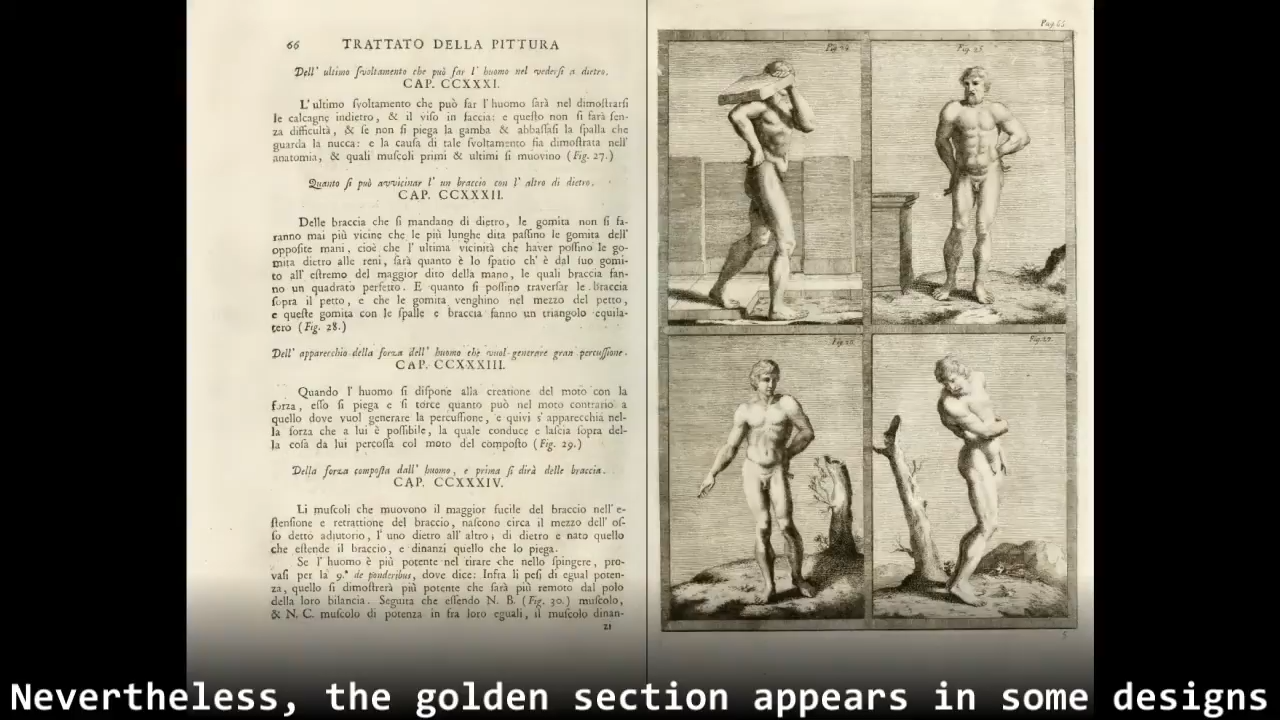 66 TRATTATO DELLA PITTURA
Dell' ultimo ſvoltamento che può far l' huomo nel vederſi a dietro.
CAP. CCXXXI.
L'ultimo ſvoltamento che può far l'huomo ſarà nel dimoſtrarſi
le calcagne indietro, & il viſo in faccia: e queſto non ſi farà ſen-
za difficultà, & ſe non ſi piega la gamba & abbaſſaſi la ſpalla che
guarda la nucca: e la cauſa di tale ſvoltamento fia dimoſtrata nell'
anatomia, & quali muſcoli primi & ultimi ſi muovino (Fig. 27.)
Quanto ſi può avvicinar l' un braccio con l' altro di dietro.
CAP. CCXXXII.
Delle braccia che ſi mandano di dietro, le gomita non ſi fa-
ranno mai più vicine che le più lunghe dita paſſino le gomita dell'
oppoſite mani, cioè che l' ultima vicinità che haver poſſino le go-
mita dietro alle reni, ſarà quanto è lo ſpatio ch' è dal ſuo gomi-
to all' eſtremo del maggior dito della mano, le quali braccia fan-
no un quadrato perfetto. E quanto ſi poſſino traverſar le braccia
ſopra il petto, e che le gomita venghino nel mezzo del petto,
e queſte gomita con le ſpalle e braccia fanno un triangolo equila-
tero (Fig. 28.)
Dell' apparecchio della forza dell' huomo che vuol generare gran percuſſione.
CAP. CCXXXIII.
Quando l' huomo ſi diſpone alla creatione del moto con la
forza, eſſo ſi piega e ſi torce quanto può nel moto contrario a
quello dove vuol generare la percuſſione, e quivi s' apparecchia nel-
la forza che a lui è poſſibile, la quale conduce e laſcia ſopra del-
la coſa da lui percoſſa col moto del compoſto (Fig. 29.)
Della forza compoſta dall' huomo, e prima ſi dirà delle braccia.
CAP. CCXXXIV.
Li muſcoli che muovono il maggior fucile del braccio nell' e-
ſtenſione e retrattione del braccio, naſcono circa il mezzo dell' oſ-
ſo detto adjutorio, l' uno dietro all' altro; di dietro e nato quello
che eſtende il braccio, e dinanzi quello che lo piega.
Se l' huomo è più potente nel tirare che nello ſpingere, pro-
vaſi per la 9.ª de ponderibus, dove dice: Infra li peſi di egual poten-
za, quello ſi dimoſtrerà più potente che ſarà più remoto dal polo
della loro bilancia. Seguita che eſſendo N. B. (Fig. 30.) muſcolo,
& N. C. muſcolo di potenza in fra loro eguali, il muſcolo dinan-
21
Pag. 65
Fig. 24.
Fig. 25.
Fig. 26.
Fig. 27.
Nevertheless, the golden section appears in some designs